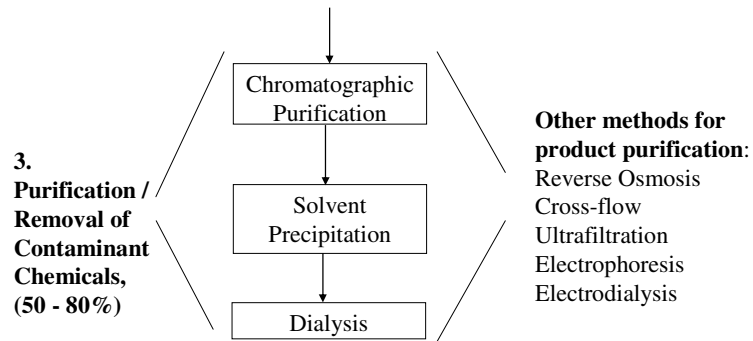 Chromatographic
Purification
Solvent
Precipitation
Dialysis
3.
Purification /
Removal of
Contaminant
Chemicals,
(50 - 80%)
Other methods for
product purification:
Reverse Osmosis
Cross-flow
Ultrafiltration
Electrophoresis
Electrodialysis